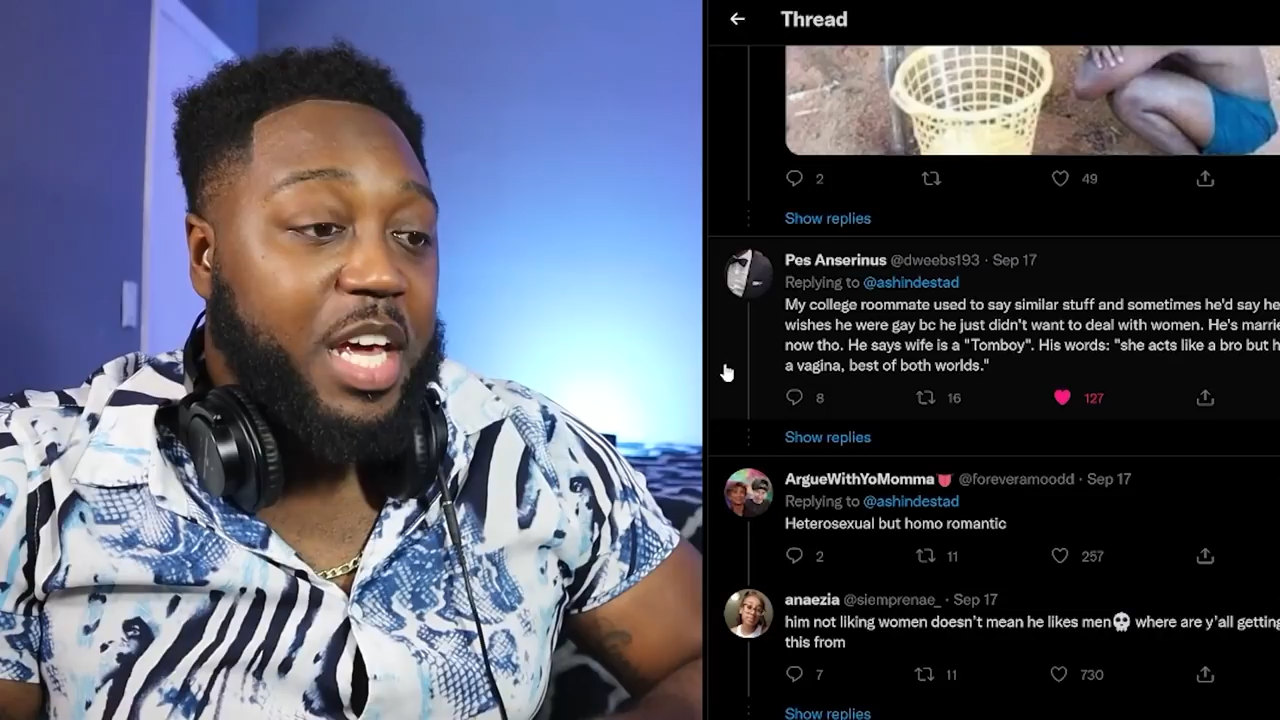 Thread
2
49
Show replies
Pes Anserinus @dweebs193 · Sep 17
Replying to @ashindestad
My college roommate used to say similar stuff and sometimes he'd say he
wishes he were gay bc he just didn't want to deal with women. He's
now tho. He says wife is a "Tomboy". His words: "she acts like a bro but
a vagina, best of both worlds."
8
16
127
Show replies
ArgueWithYoMomma @foreveramoodd · Sep 17
Replying to @ashindestad
Heterosexual but homo romantic
2
11
257
anaezia @siemprenae_ · Sep 17
him not liking women doesn't mean he likes men💀 where are y'all getting
this from
7
11
730
Show replies